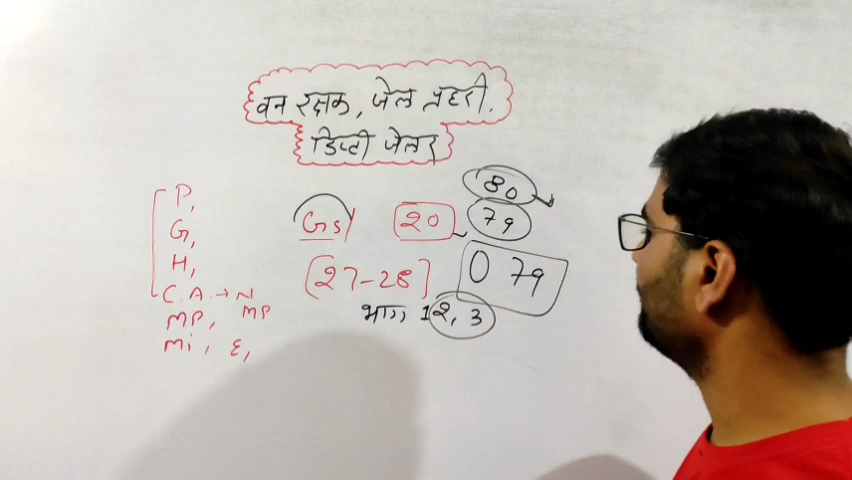 वन रक्षक, जेल प्रहरी,
डिप्टी जेलर
80
P,
G,
Gs
20
79
H,
(27-28]
0 79
C.A. → N
MP, MP
भाग, 1 2, 3
Mi, E,